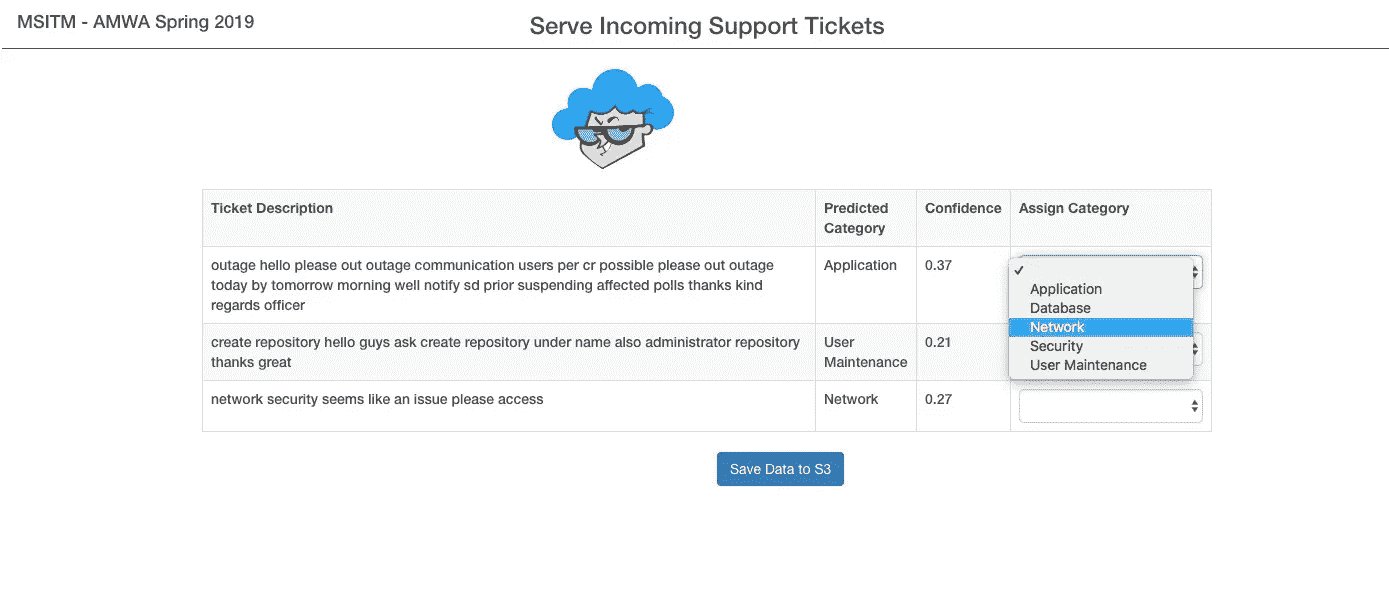 MSITM - AMWA Spring 2019
Serve Incoming Support Tickets
Ticket Description
Predicted
Category
Confidence
Assign Category
outage hello please out outage communication users per cr possible please out outage
today by tomorrow morning well notify sd prior suspending affected polls thanks kind
regards officer
Application
0.37
✓
Application
Database
Network
Security
User Maintenance
create repository hello guys ask create repository under name also administrator repository
thanks great
User
Maintenance
0.21
network security seems like an issue please access
Network
0.27
Save Data to S3